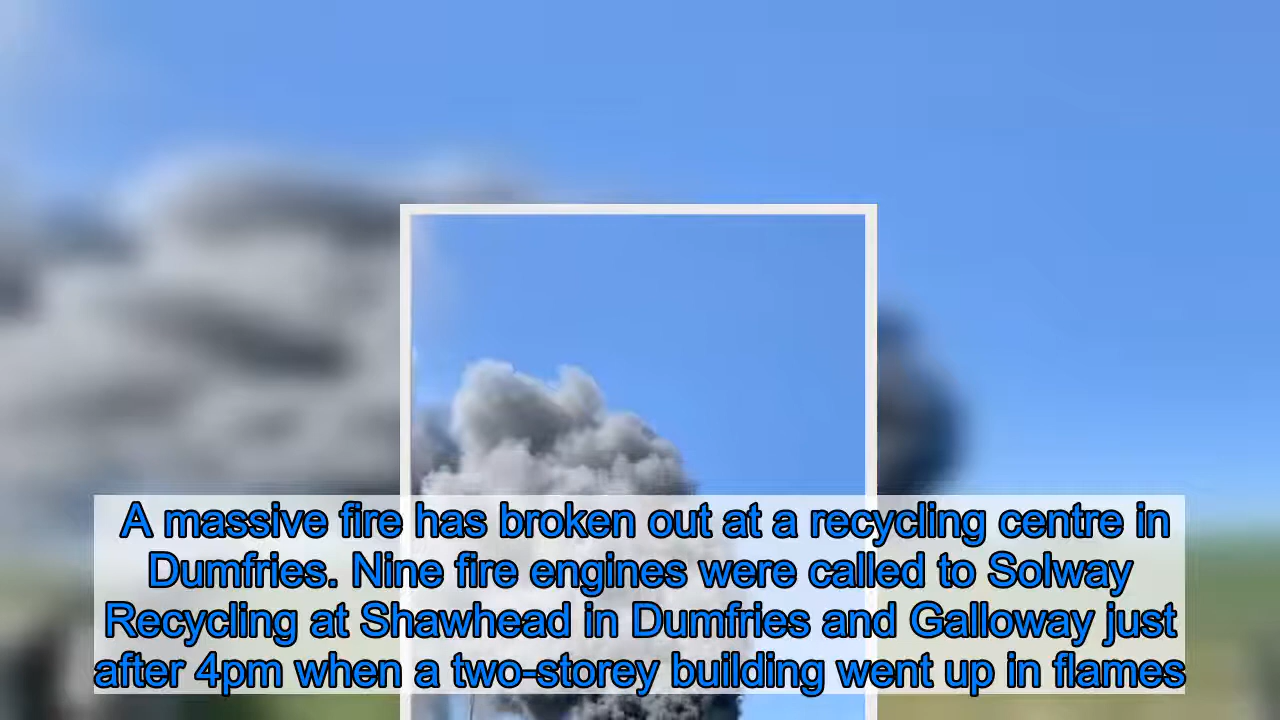 A massive fire has broken out at a recycling centre in
Dumfries. Nine fire engines were called to Solway
Recycling at Shawhead in Dumfries and Galloway just
after 4pm when a two-storey building went up in flames